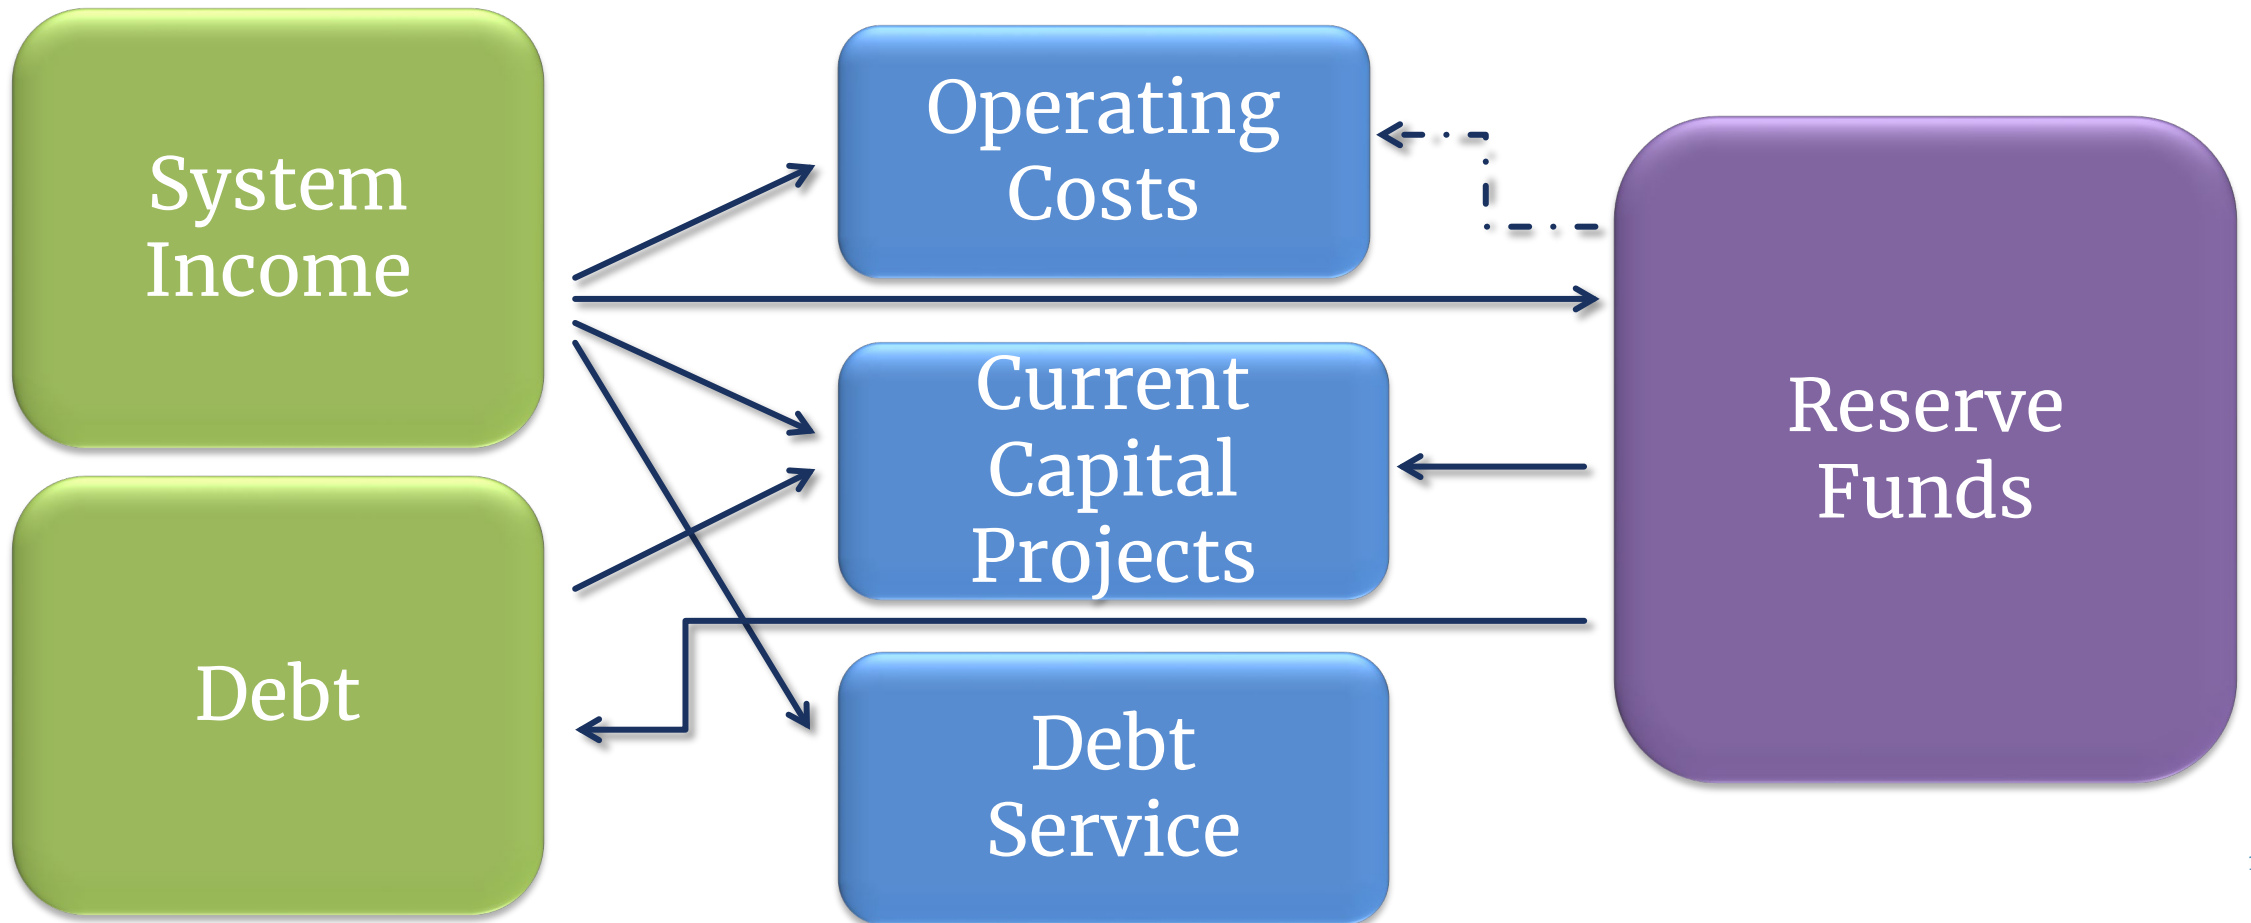 System
Income
Debt
Operating
Costs
Current
Capital
Projects
Debt
Service
Reserve
Funds